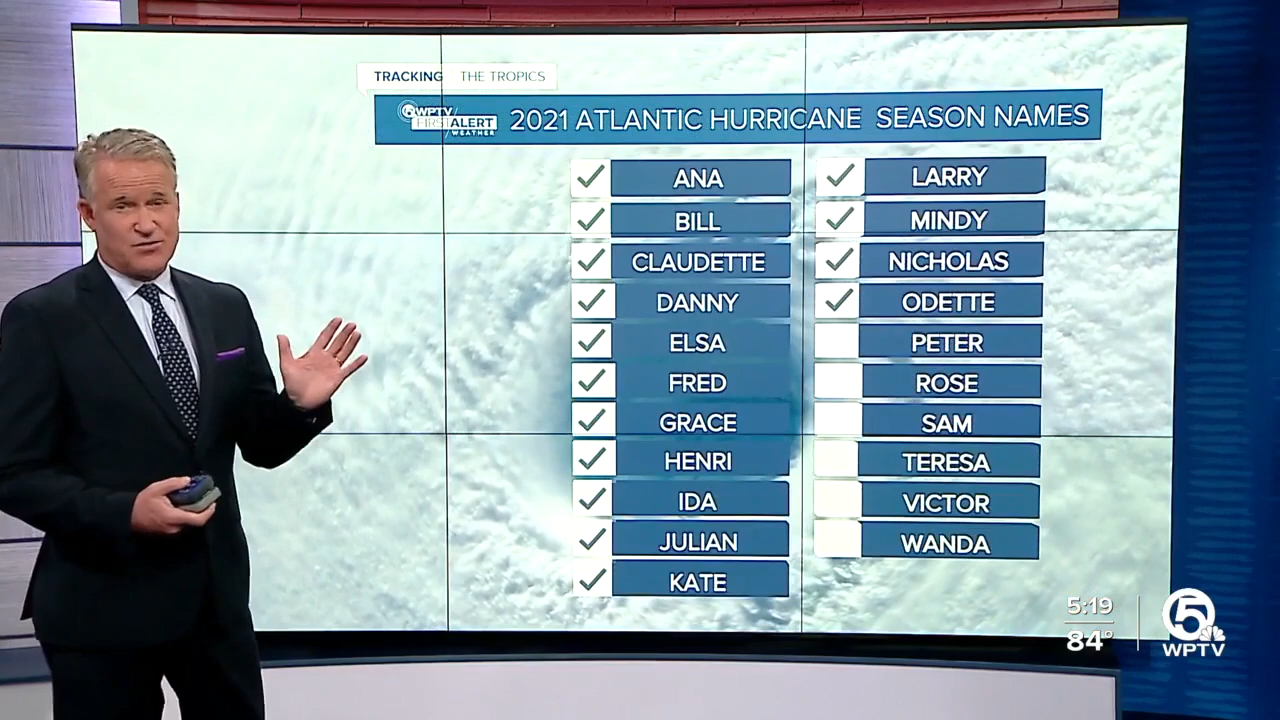 TRACKING THE TROPICS
5 WPTV
FIRST ALERT
WEATHER
2021 ATLANTIC HURRICANE SEASON NAMES
ANA
BILL
CLAUDETTE
DANNY
ELSA
FRED
GRACE
HENRI
IDA
JULIAN
KATE
LARRY
MINDY
NICHOLAS
ODETTE
PETER
ROSE
SAM
TERESA
VICTOR
WANDA
5:19
84°
5
WPTV